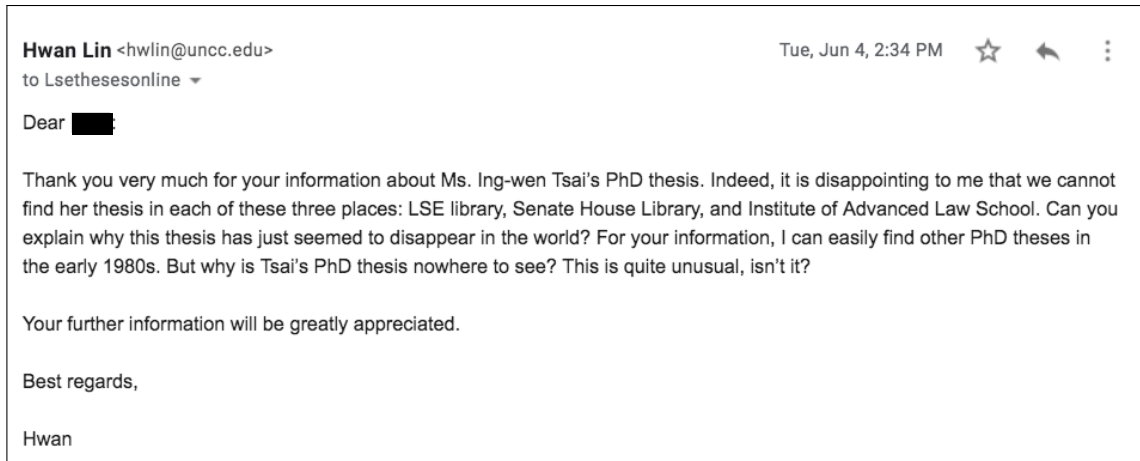 Hwan Lin <hwlin@uncc.edu> Tue, Jun 4, 2:34 PM
to Lsethesesonline
Dear :
Thank you very much for your information about Ms. Ing-wen Tsai's PhD thesis. Indeed, it is disappointing to me that we cannot
find her thesis in each of these three places: LSE library, Senate House Library, and Institute of Advanced Law School. Can you
explain why this thesis has just seemed to disappear in the world? For your information, I can easily find other PhD theses in
the early 1980s. But why is Tsai's PhD thesis nowhere to see? This is quite unusual, isn't it?
Your further information will be greatly appreciated.
Best regards,
Hwan